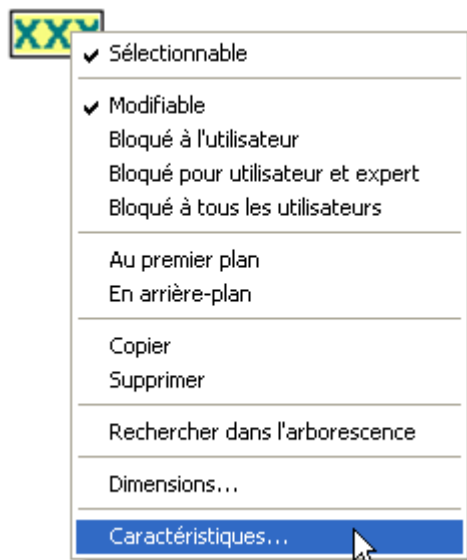 XXX
Sélectionnable
Modifiable
Bloqué à l'utilisateur
Bloqué pour utilisateur et expert
Bloqué à tous les utilisateurs
Au premier plan
En arrière-plan
Copier
Supprimer
Rechercher dans l'arborescence
Dimensions...
Caractéristiques...